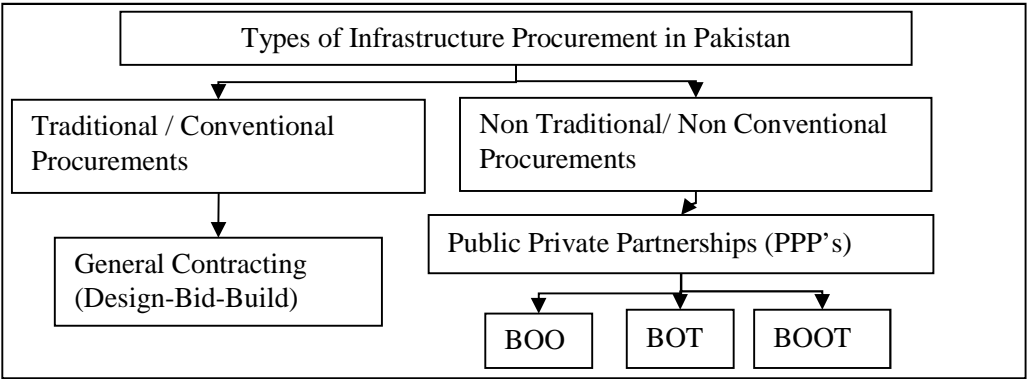 Types of Infrastructure Procurement in Pakistan
Traditional / Conventional
Procurements
Non Traditional/ Non Conventional
Procurements
General Contracting
(Design-Bid-Build)
Public Private Partnerships (PPP’s)
BOO
BOT
BOOT